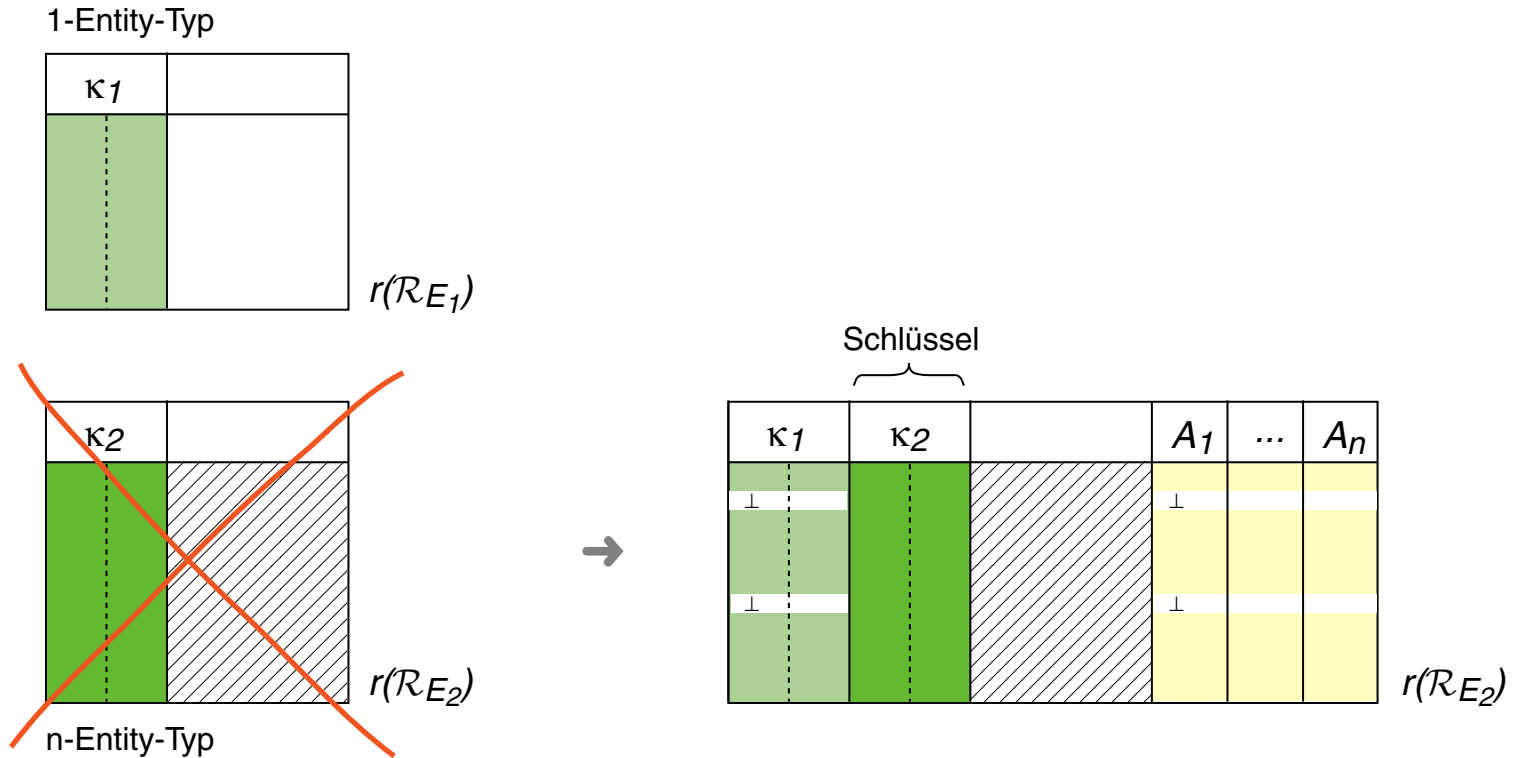 1-Entity-Typ
κ1
r(ℛE1)
Schlüssel
κ2
κ1 κ2 A1 ... An
⊥ ⊥
⊥ ⊥
r(ℛE2)
r(ℛE2)
n-Entity-Typ